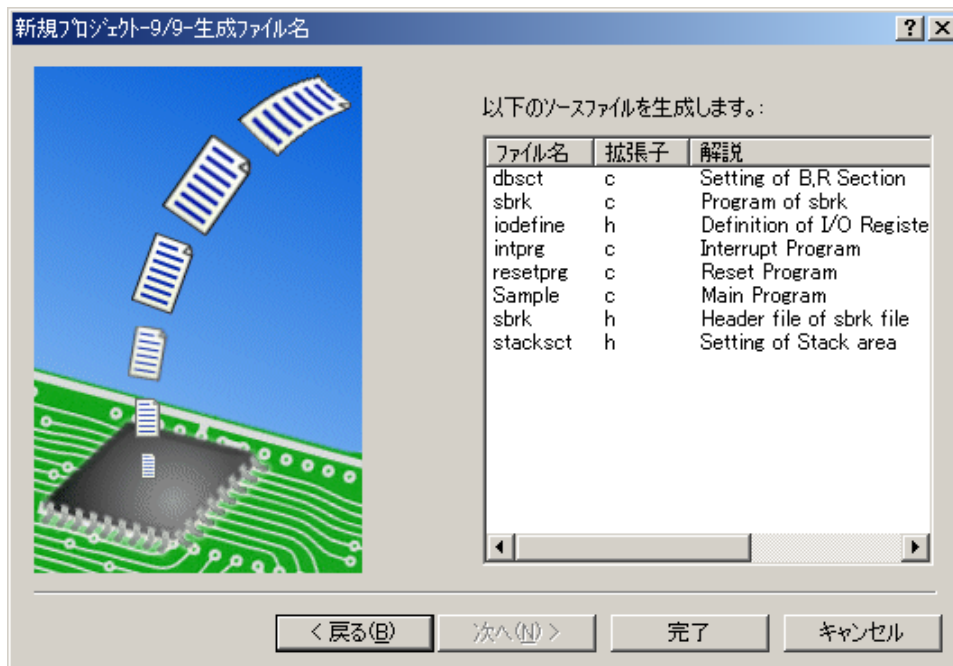 新規ﾌﾟﾛｼﾞｪｸﾄ-9/9-生成ファイル名
以下のｿｰｽﾌｧｲﾙを生成します｡:
ﾌｧｲﾙ名 拡張子 解説
dbsct c Setting of B,R Section
sbrk c Program of sbrk
iodefine h Definition of I/O Registe
intprg c Interrupt Program
resetprg c Reset Program
Sample c Main Program
sbrk h Header file of sbrk file
stacksct h Setting of Stack area
< 戻る(B) 次へ(N) > 完了 ｷｬﾝｾﾙ